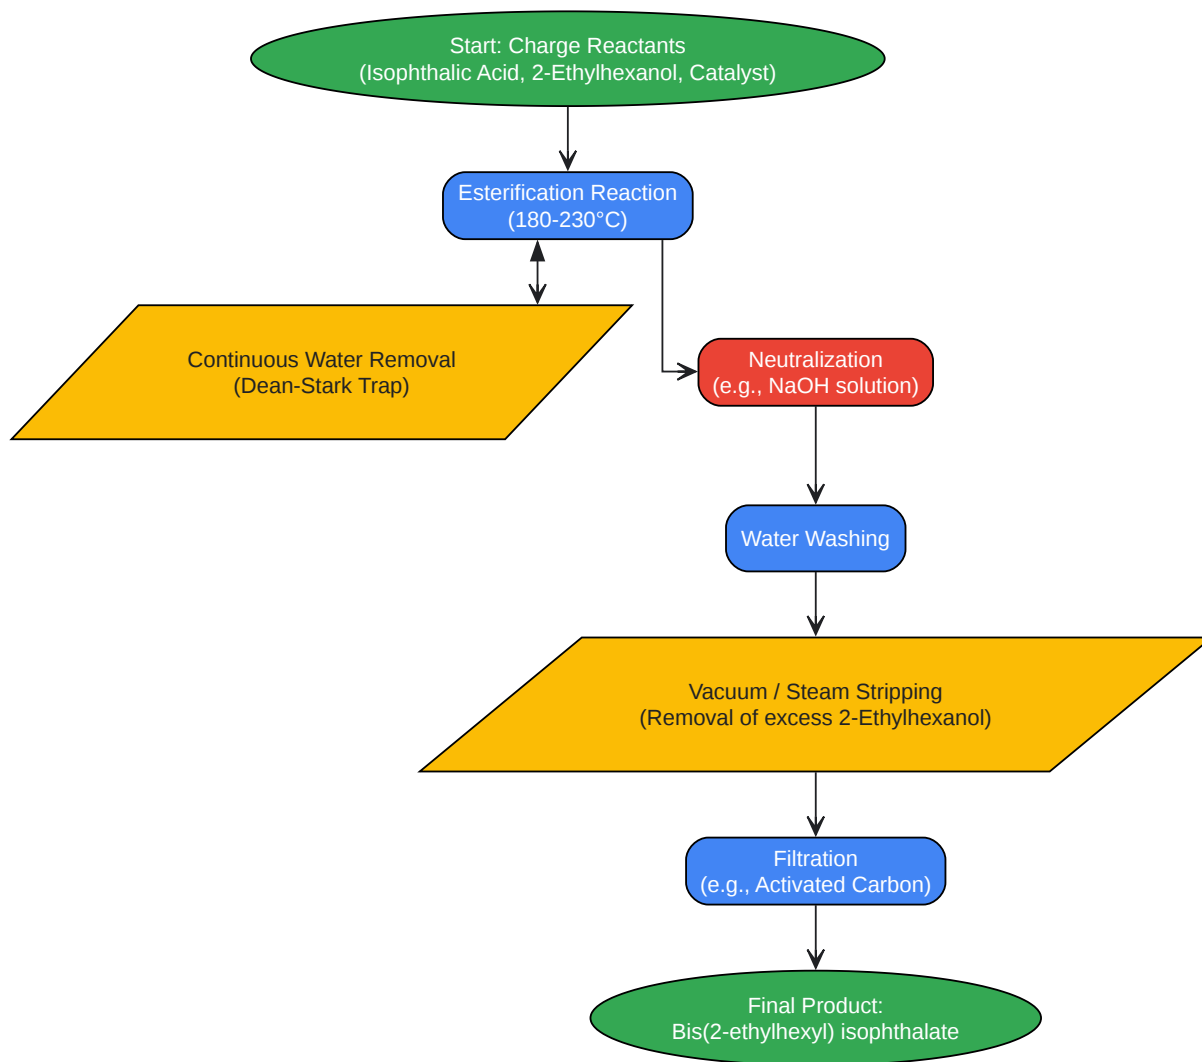 Start: Charge Reactants
(Isophthalic Acid, 2-Ethylhexanol, Catalyst)
Esterification Reaction
(180-230°C)
Continuous Water Removal
(Dean-Stark Trap)
Neutralization
(e.g., NaOH solution)
Water Washing
Vacuum / Steam Stripping
(Removal of excess 2-Ethylhexanol)
Filtration
(e.g., Activated Carbon)
Final Product:
Bis(2-ethylhexyl) isophthalate